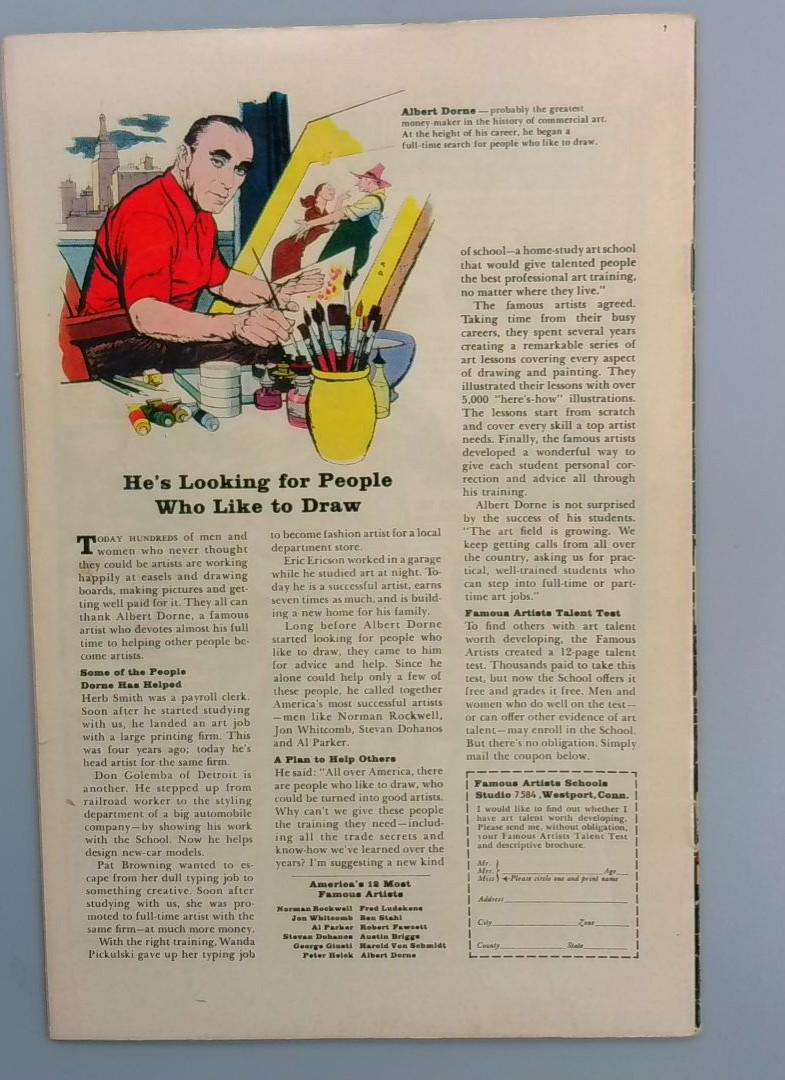 Albert Dorne — probably the greatest
money-maker in the history of commercial art.
At the height of his career, he began a
full-time search for people who like to draw.
He's Looking for People
Who Like to Draw
TODAY HUNDREDS of men and
women who never thought
they could be artists are working
happily at easels and drawing
boards, making pictures and get-
ting well paid for it. They all can
thank Albert Dorne, a famous
artist who devotes almost his full
time to helping other people be-
come artists.
Some of the People
Dorne Has Helped
Herb Smith was a payroll clerk.
Soon after he started studying
with us, he landed an art job
with a large printing firm. This
was four years ago; today he's
head artist for the same firm.
Don Golemba of Detroit is
another. He stepped up from
railroad worker to the styling
department of a big automobile
company—by showing his work
with the School. Now he helps
design new-car models.
Pat Browning wanted to es-
cape from her dull typing job to
something creative. Soon after
studying with us, she was pro-
moted to full-time artist with the
same firm—at much more money.
With the right training, Wanda
Pickulski gave up her typing job
to become fashion artist for a local
department store.
Eric Ericson worked in a garage
while he studied art at night. To-
day he is a successful artist, earns
seven times as much, and is build-
ing a new home for his family.
Long before Albert Dorne
started looking for people who
like to draw, they came to him
for advice and help. Since he
alone could help only a few of
these people, he called together
America's most successful artists
—men like Norman Rockwell,
Jon Whitcomb, Stevan Dohanos
and Al Parker.
A Plan to Help Others
He said: "All over America, there
are people who like to draw, who
could be turned into good artists.
Why can't we give these people
the training they need—includ-
ing all the trade secrets and
know-how we've learned over the
years? I'm suggesting a new kind
America's 12 Most
Famous Artists
Norman Rockwell Fred Ludekens
Jon Whitcomb Ben Stahl
Al Parker Robert Fawcett
Stevan Dohanos Austin Briggs
George Giusti Harold Von Schmidt
Peter Helck Albert Dorne
of school—a home-study art school
that would give talented people
the best professional art training,
no matter where they live."
The famous artists agreed.
Taking time from their busy
careers, they spent several years
creating a remarkable series of
art lessons covering every aspect
of drawing and painting. They
illustrated their lessons with over
5,000 "here's-how" illustrations.
The lessons start from scratch
and cover every skill a top artist
needs. Finally, the famous artists
developed a wonderful way to
give each student personal cor-
rection and advice all through
his training.
Albert Dorne is not surprised
by the success of his students.
"The art field is growing. We
keep getting calls from all over
the country, asking us for prac-
tical, well-trained students who
can step into full-time or part-
time art jobs."
Famous Artists Talent Test
To find others with art talent
worth developing, the Famous
Artists created a 12-page talent
test. Thousands paid to take this
test, but now the School offers it
free and grades it free. Men and
women who do well on the test—
or can offer other evidence of art
talent—may enroll in the School.
But there's no obligation. Simply
mail the coupon below.
Famous Artists Schools
Studio 7584, Westport, Conn.
I would like to find out whether I
have art talent worth developing.
Please send me, without obligation,
your Famous Artists Talent Test
and descriptive brochure.
Mr.
Mrs. Age
Miss Please circle one and print name
Address
City Zone
County State